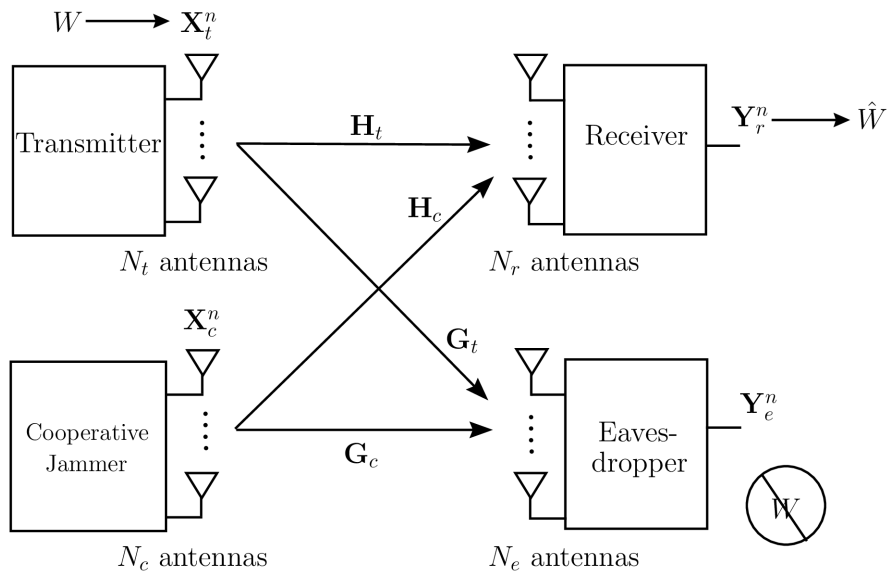 W → X_t^n
Transmitter
H_t
Receiver
Y_r^n → Ŵ
H_c
N_t antennas
N_r antennas
X_c^n
G_t
Cooperative
Jammer
G_c
Eaves-
dropper
Y_e^n
W
N_c antennas
N_e antennas